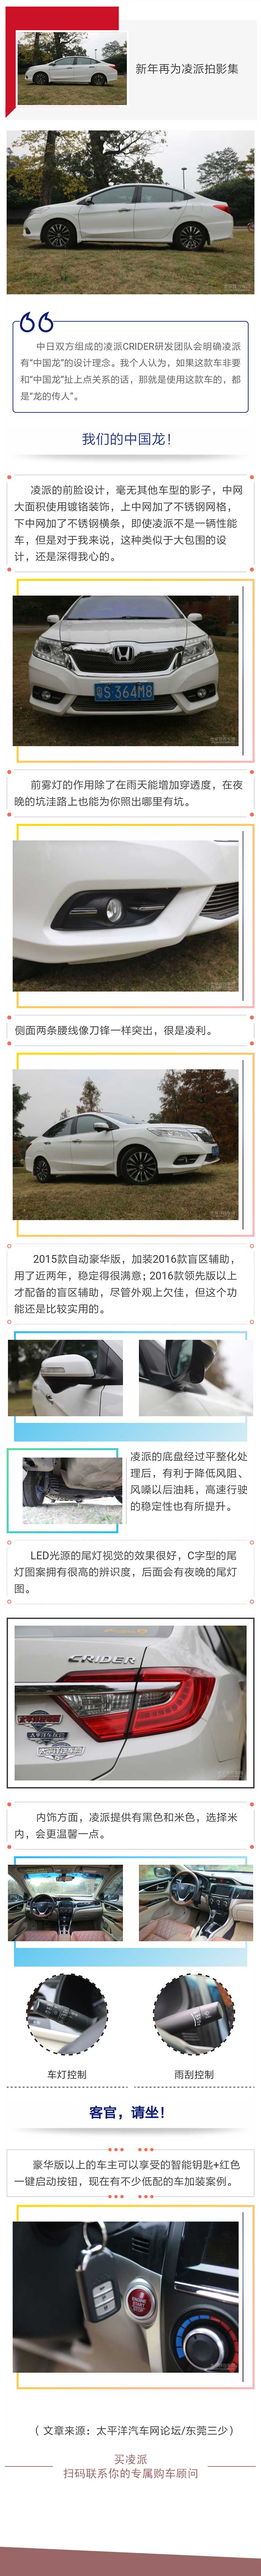 新年再为凌派拍影集
中日双方组成的凌派CRIDER研发团队会明确凌派
有“中国龙”的设计理念。我个人认为，如果这款车非要
和“中国龙”扯上点关系的话，那就是使用这款车的，都
是“龙的传人”。
我们的中国龙！
凌派的前脸设计，毫无其他车型的影子，中网
大面积使用镀铬装饰，上中网加了不锈钢网格，
下中网加了不锈钢横条，即使凌派不是一辆性能
车，但是对于我来说，这种类似于大包围的设
计，还是深得我心的。
粤S·364M8
前雾灯的作用除了在雨天能增加穿透度，在夜
晚的坑洼路上也能为你照出哪里有坑。
侧面两条腰线像刀锋一样突出，很是凌利。
2015款自动豪华版，加装2016款盲区辅助，
用了近两年，稳定得很满意；2016款领先版以上
才配备的盲区辅助，尽管外观上欠佳，但这个功
能还是比较实用的。
凌派的底盘经过平整化处
理后，有利于降低风阻、
风噪以后油耗，高速行驶
的稳定性也有所提升。
LED光源的尾灯视觉的效果很好，C字型的尾
灯图案拥有很高的辨识度，后面会有夜晚的尾灯
图。
CRIDER
内饰方面，凌派提供有黑色和米色，选择米
内，会更温馨一点。
车灯控制
雨刮控制
客官，请坐！
豪华版以上的车主可以享受的智能钥匙+红色
一键启动按钮，现在有不少低配的车加装案例。
ENGINE
START
STOP
（ 文章来源：太平洋汽车网论坛/东莞三少）
买凌派
扫码联系你的专属购车顾问